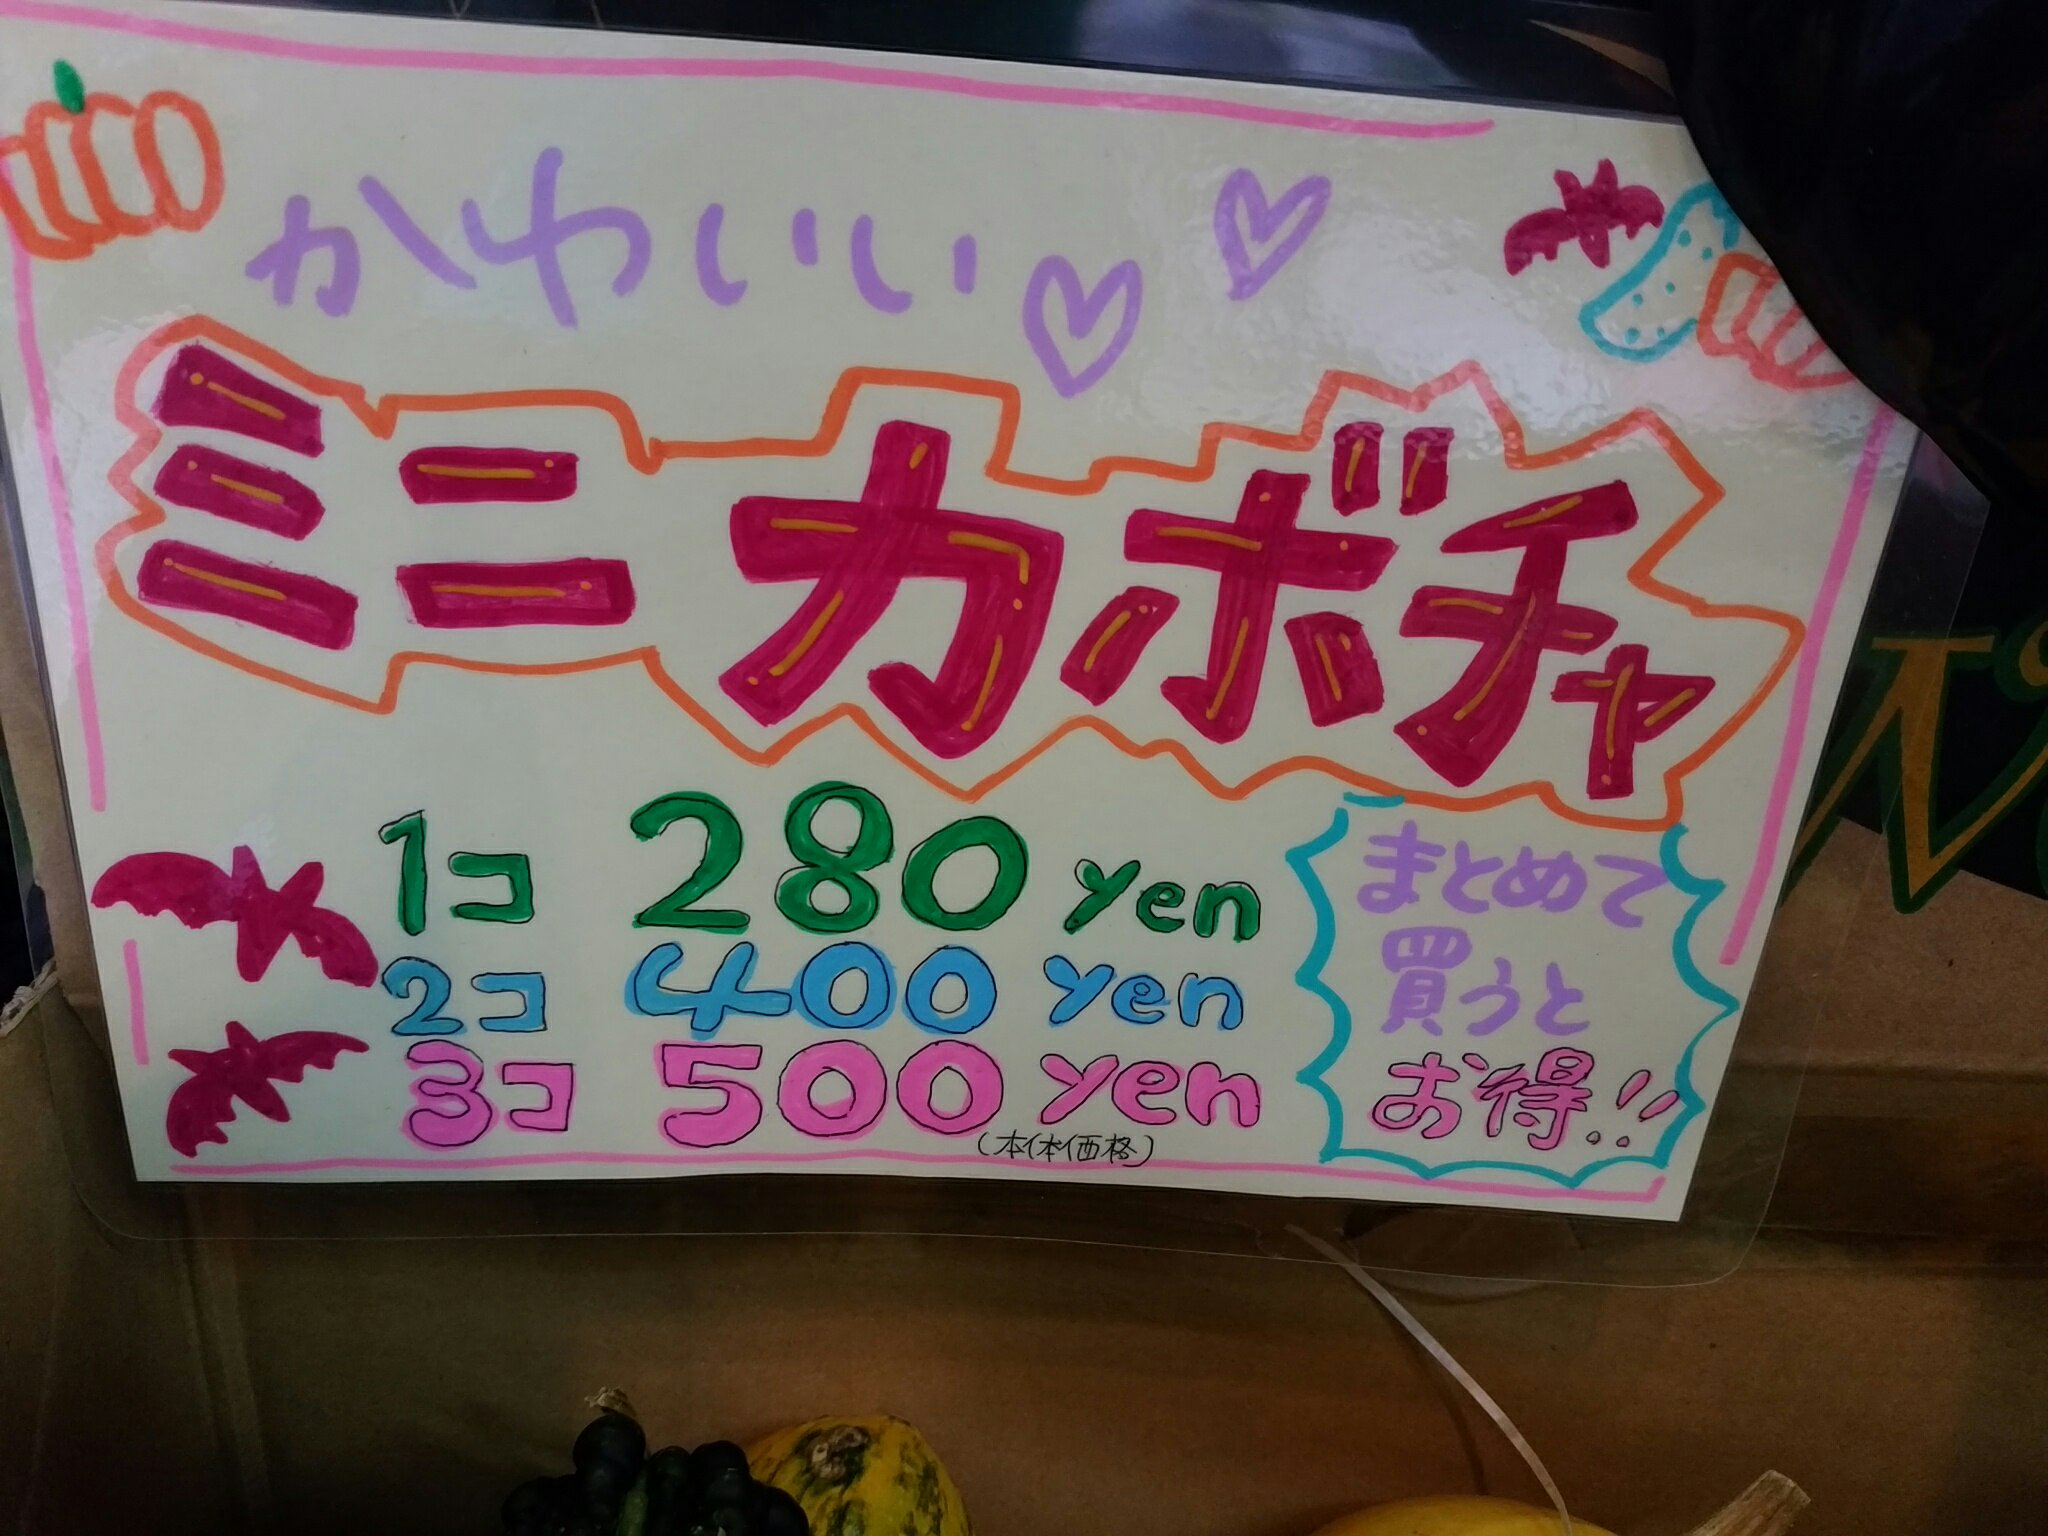 かわいい♡♡
ミニカボチャ
1コ 280 yen
2コ 400 yen
3コ 500 yen
(本体価格)
まとめて
買うと
お得!!